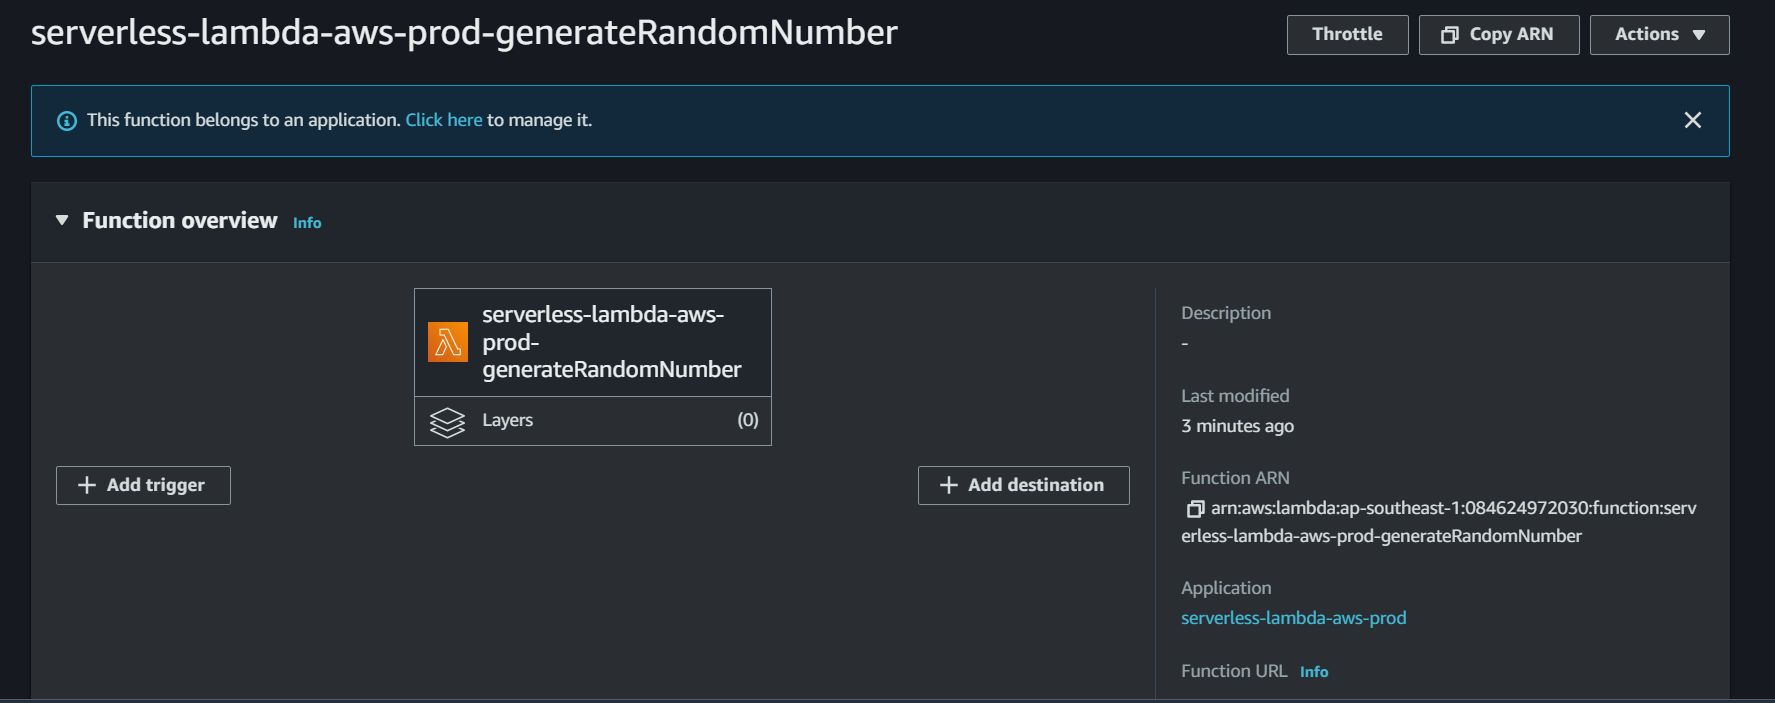 serverless-lambda-aws-prod-generateRandomNumber
Throttle
Copy ARN
Actions
This function belongs to an application. Click here to manage it.
Function overview Info
serverless-lambda-aws-
prod-
generateRandomNumber
Layers (0)
Add trigger
Add destination
Description
-
Last modified
3 minutes ago
Function ARN
arn:aws:lambda:ap-southeast-1:084624972030:function:serv
erless-lambda-aws-prod-generateRandomNumber
Application
serverless-lambda-aws-prod
Function URL Info